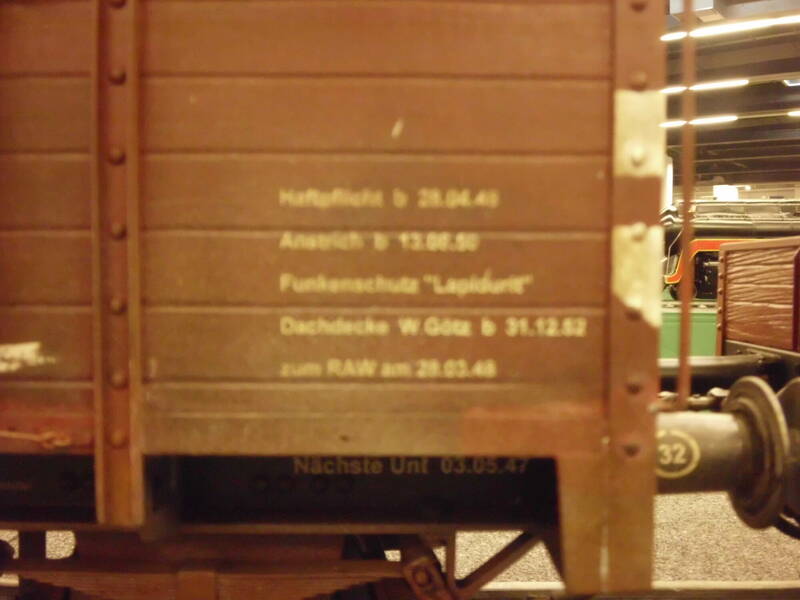 Haftpflicht b 28.04.48
Anstrich b 13.06.50
Funkenschutz "Lapidunt"
Dachdecke W.Götz b 31.12.52
zum RAW am 28.03.48
Nächste Unt 03.05.47
32